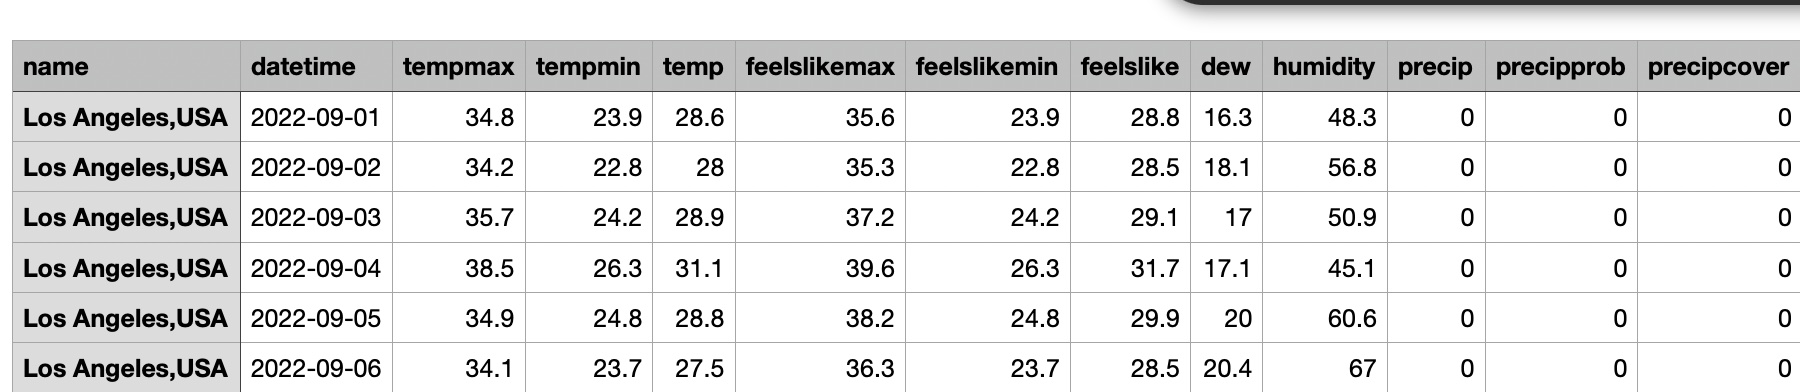 name datetime tempmax tempmin temp feelslikemax feelslikemin feelslike dew humidity precip precipprob precipcover
Los Angeles,USA 2022-09-01 34.8 23.9 28.6 35.6 23.9 28.8 16.3 48.3 0 0 0
Los Angeles,USA 2022-09-02 34.2 22.8 28 35.3 22.8 28.5 18.1 56.8 0 0 0
Los Angeles,USA 2022-09-03 35.7 24.2 28.9 37.2 24.2 29.1 17 50.9 0 0 0
Los Angeles,USA 2022-09-04 38.5 26.3 31.1 39.6 26.3 31.7 17.1 45.1 0 0 0
Los Angeles,USA 2022-09-05 34.9 24.8 28.8 38.2 24.8 29.9 20 60.6 0 0 0
Los Angeles,USA 2022-09-06 34.1 23.7 27.5 36.3 23.7 28.5 20.4 67 0 0 0